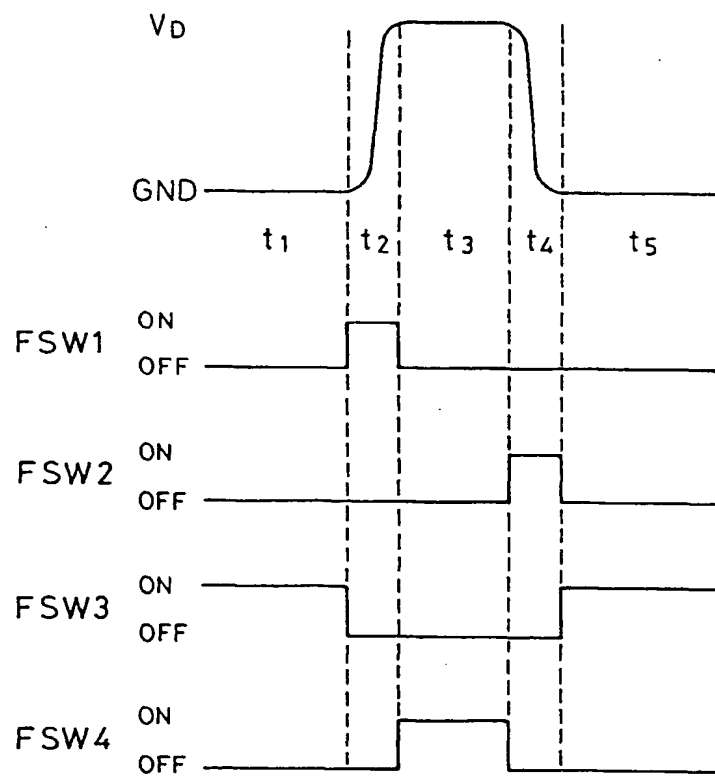 VD
GND
t1 t2 t3 t4 t5
FSW1 ON
OFF
FSW2 ON
OFF
FSW3 ON
OFF
FSW4 ON
OFF